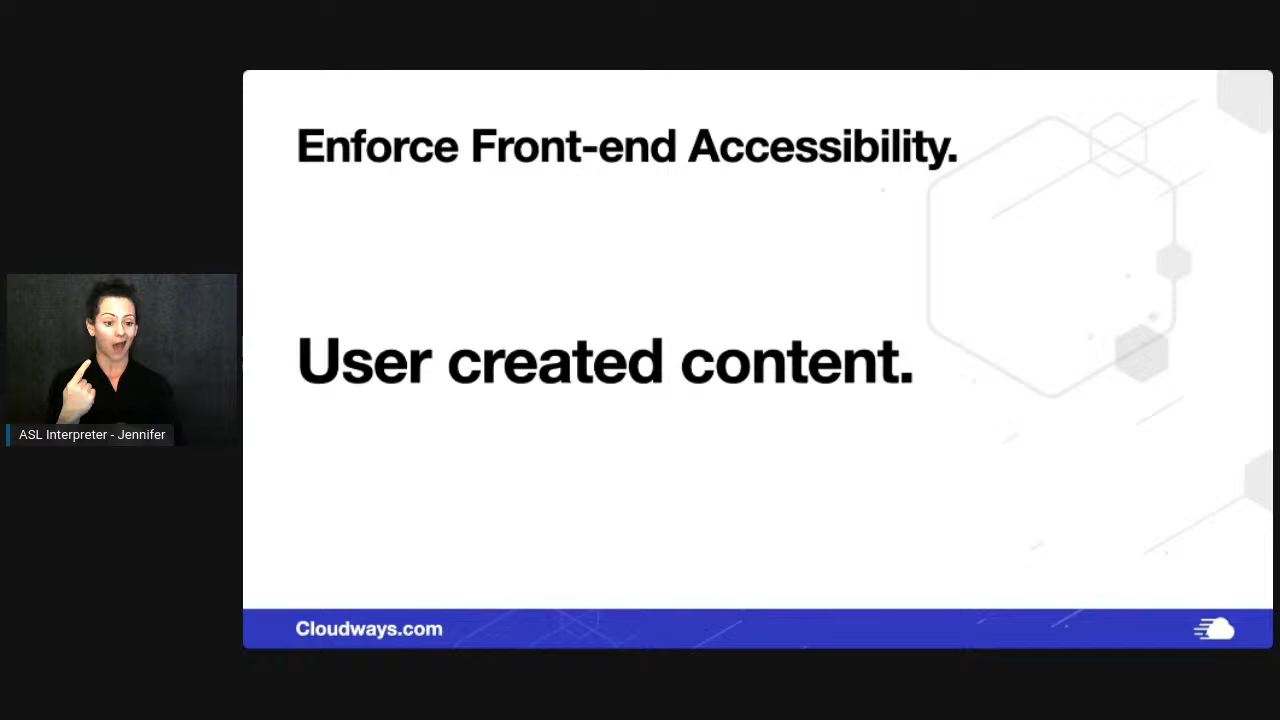 Enforce Front-end Accessibility.
User created content.
ASL Interpreter - Jennifer
Cloudways.com